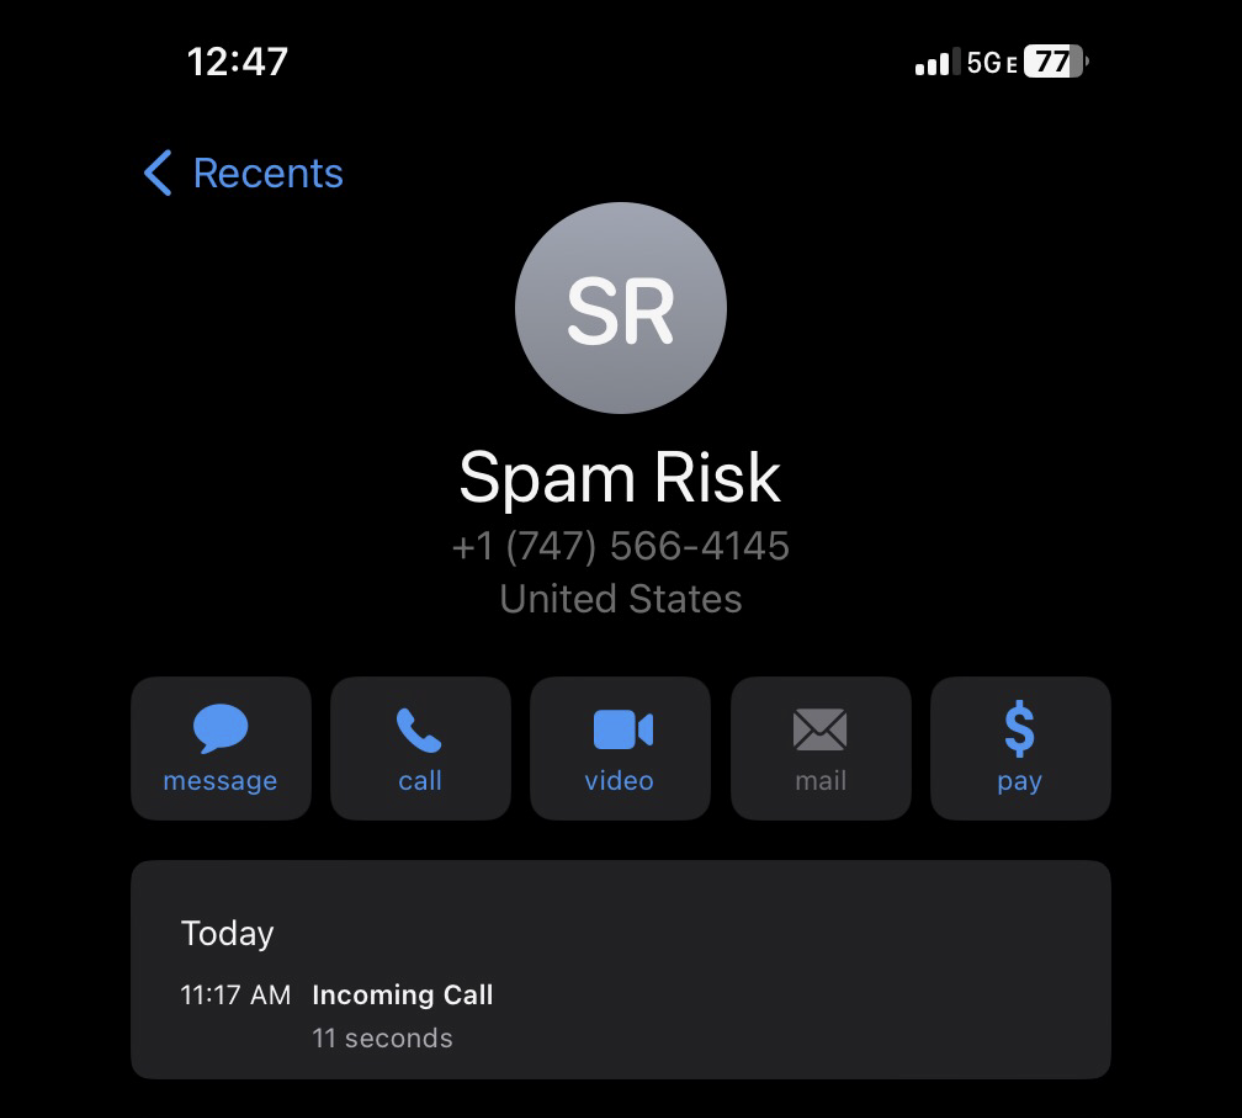 12:47 5G E 77
Recents
SR
Spam Risk
+1 (747) 566-4145
United States
message call video mail pay
Today
11:17 AM Incoming Call
11 seconds